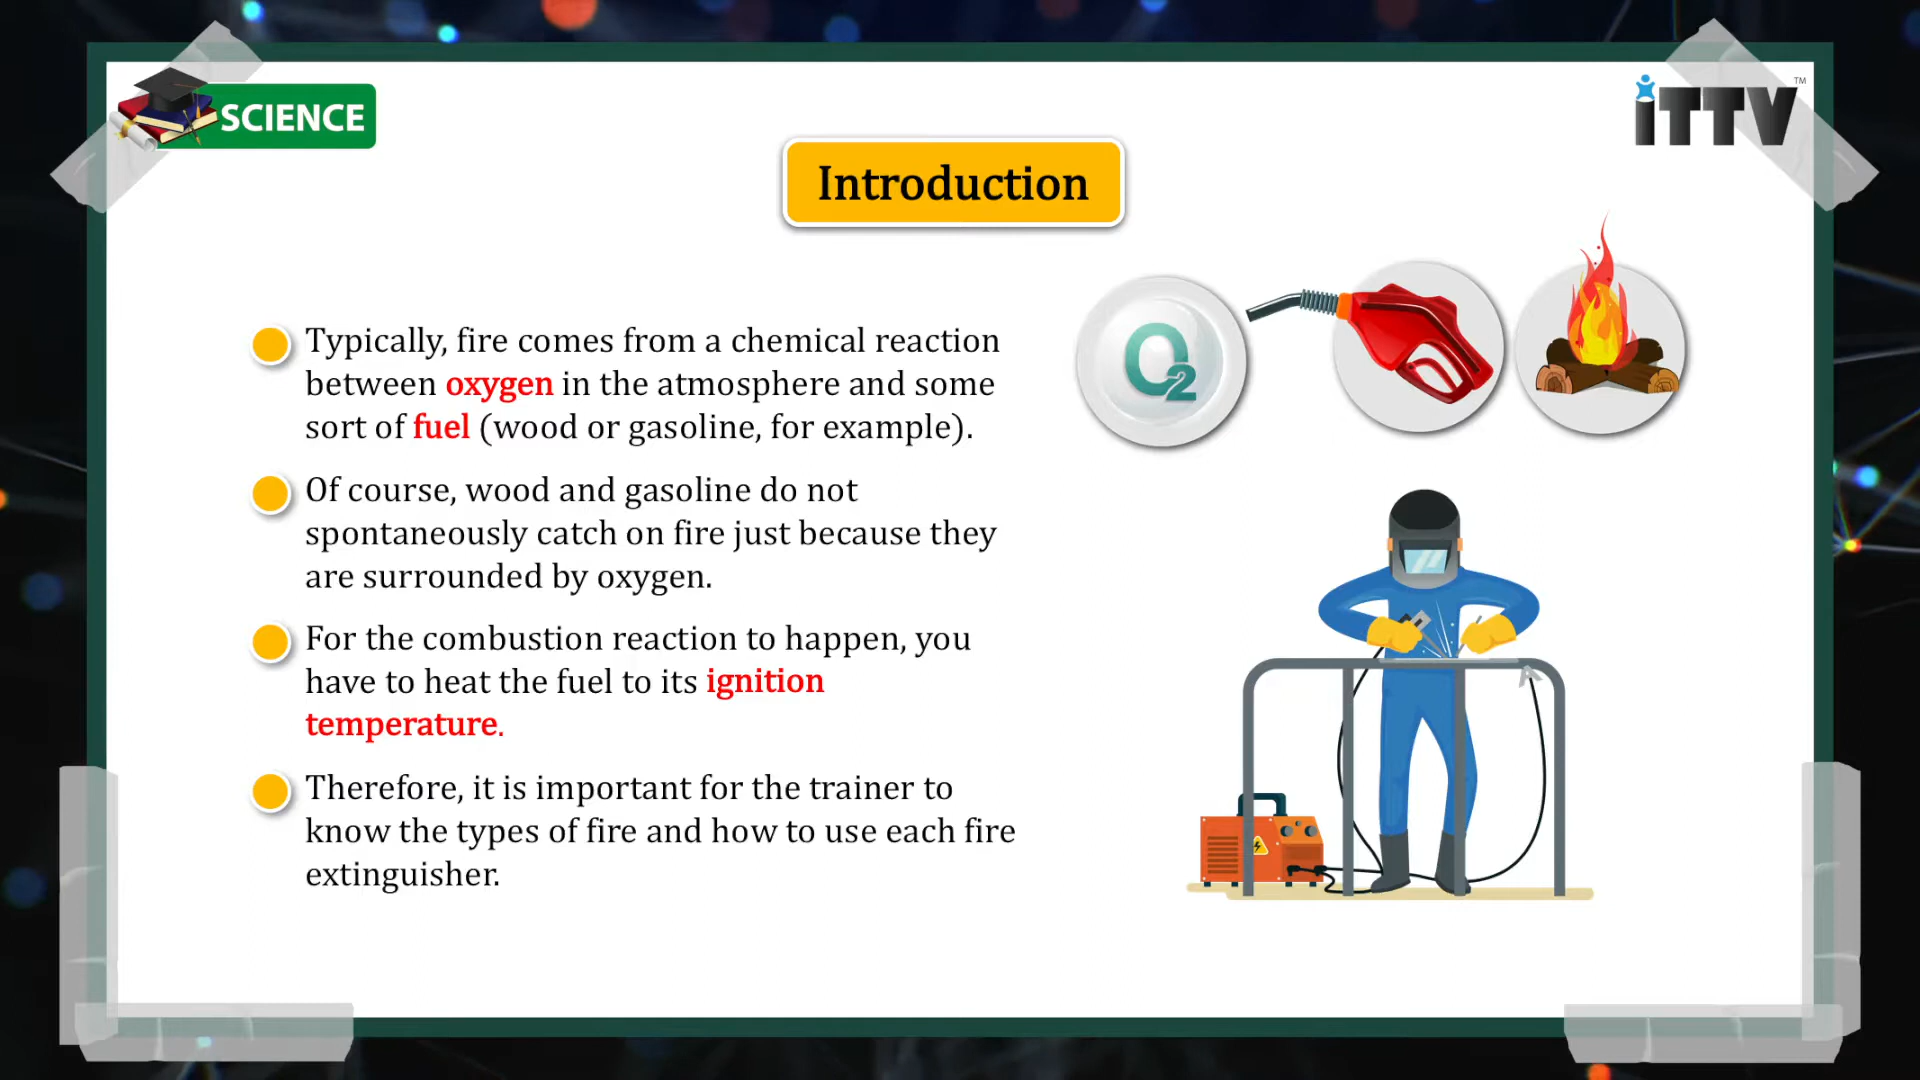 SCIENCE
iTTV TM
Introduction
Typically, fire comes from a chemical reaction
between oxygen in the atmosphere and some
sort of fuel (wood or gasoline, for example).
O2
Of course, wood and gasoline do not
spontaneously catch on fire just because they
are surrounded by oxygen.
For the combustion reaction to happen, you
have to heat the fuel to its ignition
temperature.
Therefore, it is important for the trainer to
know the types of fire and how to use each fire
extinguisher.